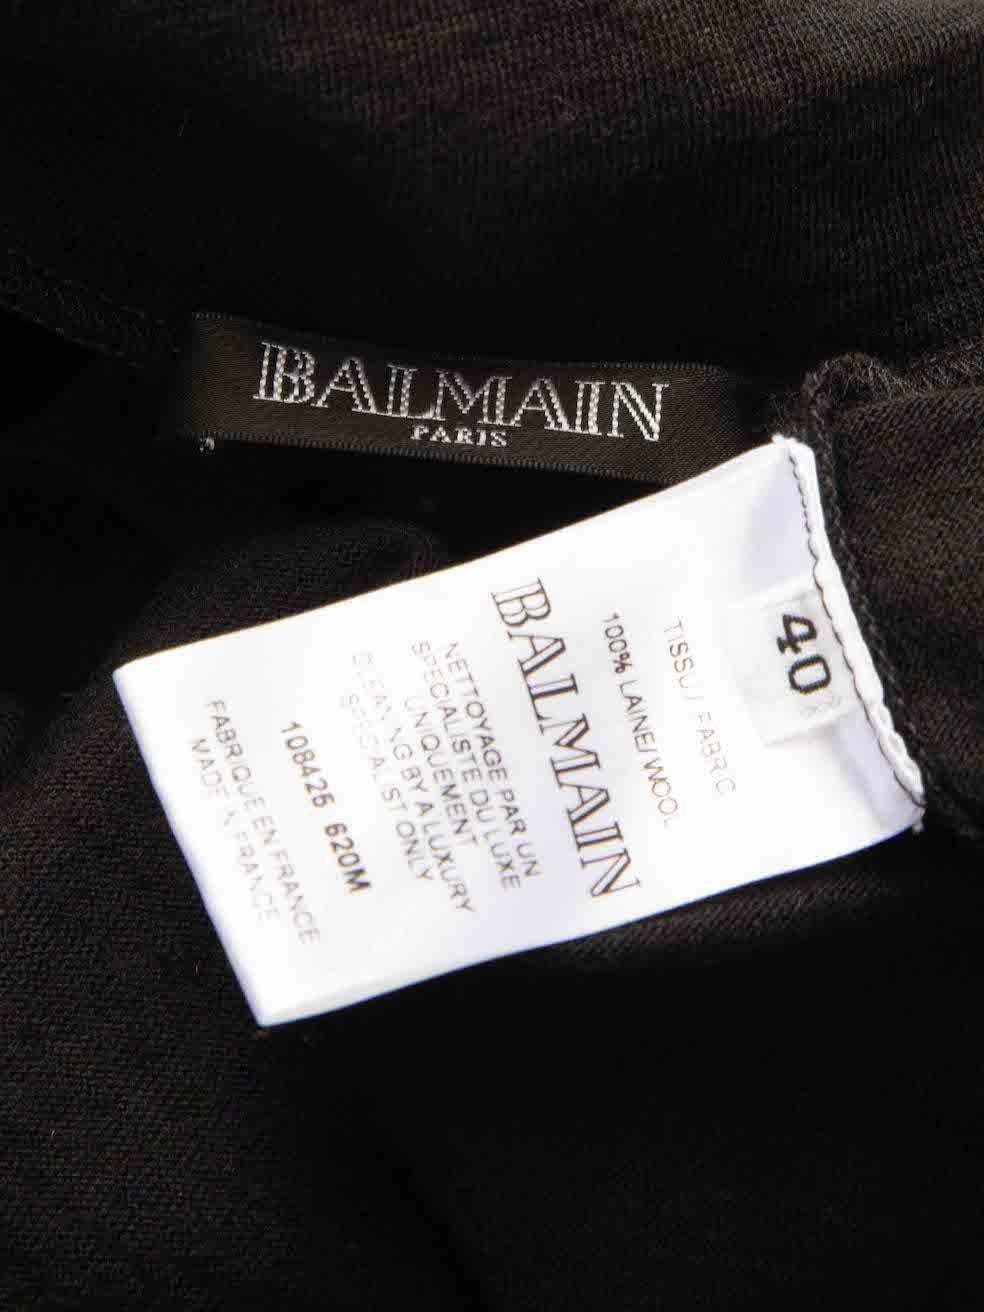 BALMAIN
PARIS
40
TISSU / FABRIC
100% LAINE/WOOL
BALMAIN
NETTOYAGE PAR UN
SPECIALISTE DU LUXE
UNIQUEMENT
CLEANING BY A LUXURY
SPECIALIST ONLY
108425 620M
FABRIQUE EN FRANCE
MADE IN FRANCE